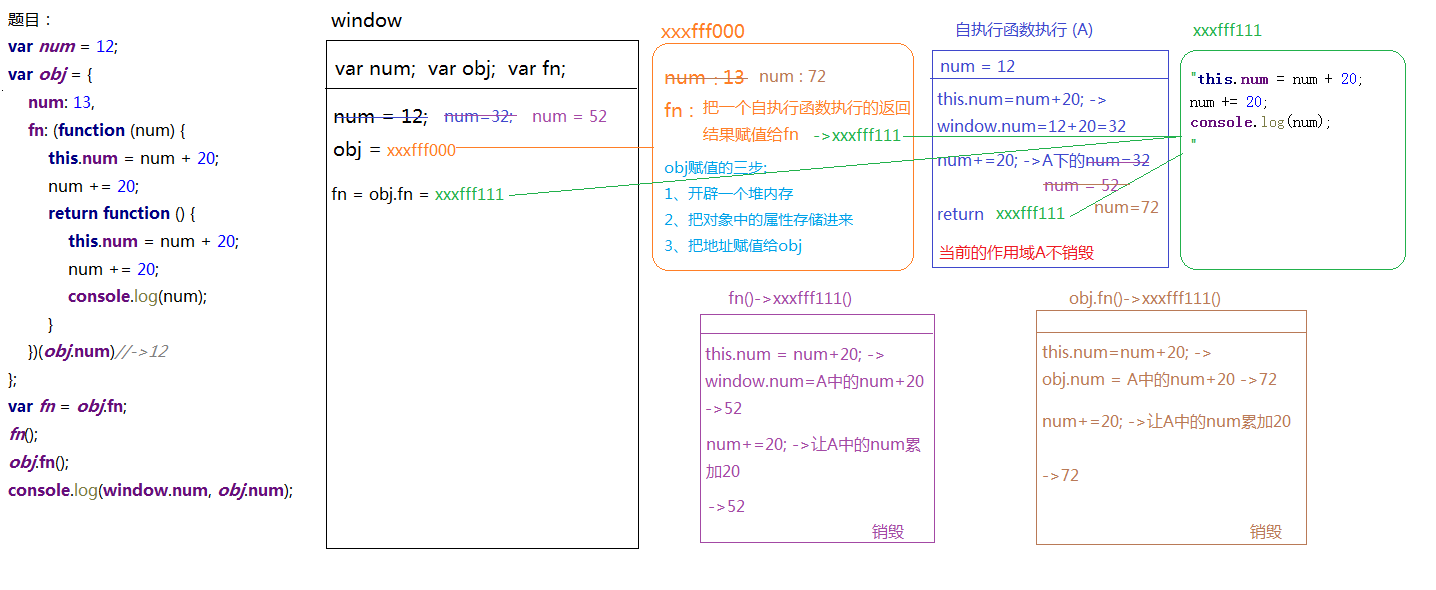 题目：
var num = 12;
var obj = {
num: 13,
fn: (function (num) {
this.num = num + 20;
num += 20;
return function () {
this.num = num + 20;
num += 20;
console.log(num);
}
})(obj.num)//->12
};
var fn = obj.fn;
fn();
obj.fn();
console.log(window.num, obj.num);
window
var num;  var obj;  var fn;
num = 12;  num=32;  num = 52
obj = xxxfff000
fn = obj.fn = xxxfff111
xxxfff000
num : 13  num : 72
fn : 把一个自执行函数执行的返回
结果赋值给fn  ->xxxfff111
obj赋值的三步;
1、开辟一个堆内存
2、把对象中的属性存储进来
3、把地址赋值给obj
自执行函数执行 (A)
num = 12
this.num=num+20; ->
window.num=12+20=32
num+=20; ->A下的num=32
num = 52
num=72
return xxxfff111
当前的作用域A不销毁
xxxfff111
"this.num = num + 20;
num += 20;
console.log(num);
"
fn()->xxxfff111()
this.num = num+20; ->
window.num=A中的num+20
->52
num+=20; ->让A中的num累
加20
->52
销毁
obj.fn()->xxxfff111()
this.num=num+20; ->
obj.num = A中的num+20 ->72
num+=20; ->让A中的num累加20
->72
销毁